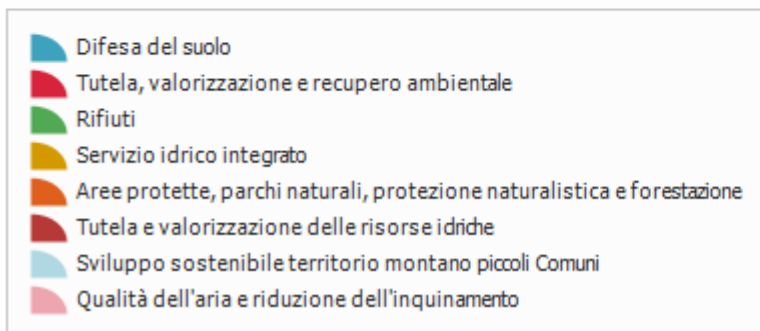 Difesa del suolo
Tutela, valorizzazione e recupero ambientale
Rifiuti
Servizio idrico integrato
Aree protette, parchi naturali, protezione naturalistica e forestazione
Tutela e valorizzazione delle risorse idriche
Sviluppo sostenibile territorio montano piccoli Comuni
Qualità dell'aria e riduzione dell'inquinamento